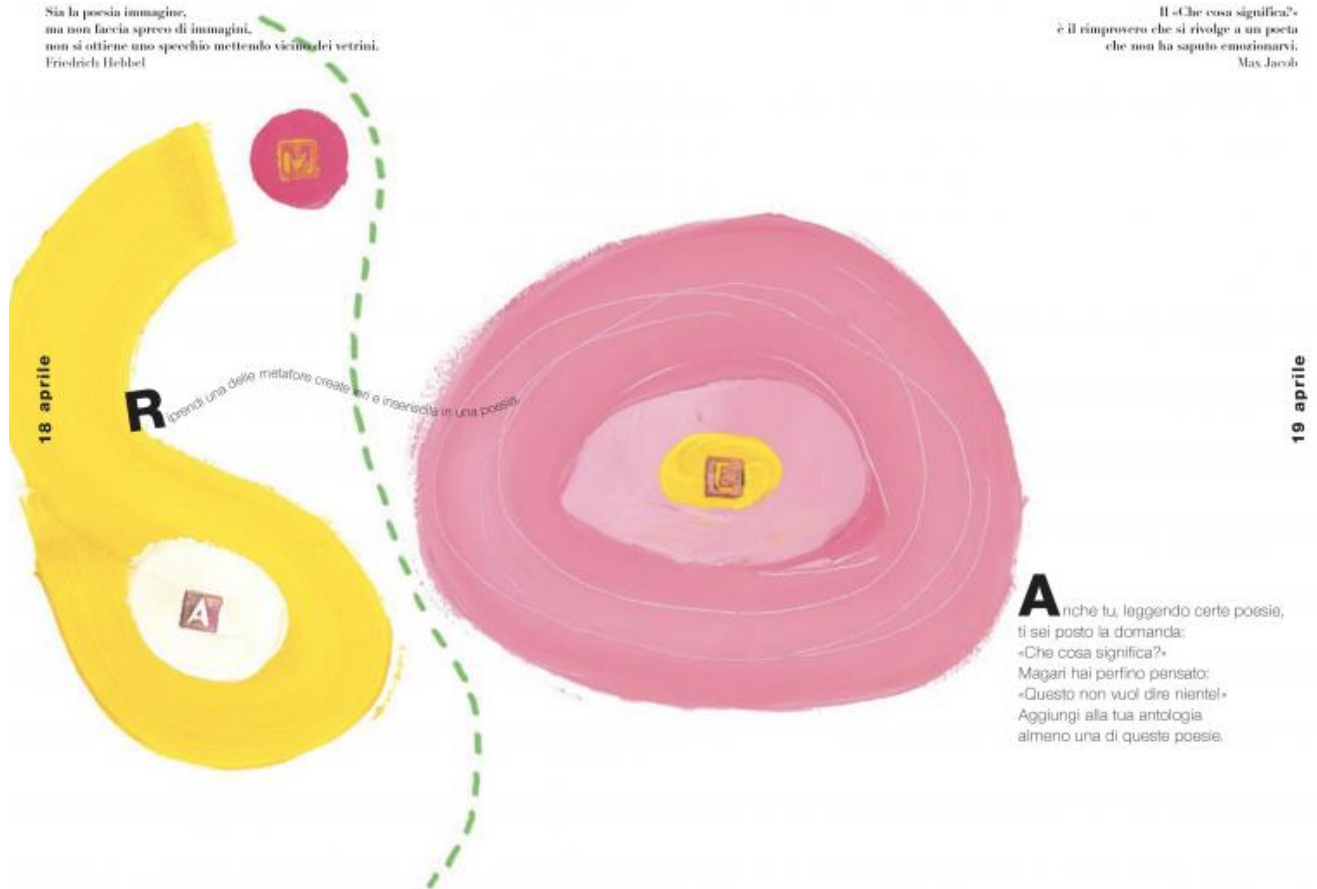 Sia la poesia immagine,
ma non faccia spreco di immagini,
non si ottiene uno specchio mettendo vicino dei vetrini.
Friedrich Hebbel
M
18 aprile
Riprendi una delle metafore create ieri e inseriscila in una poesia.
A
Il «Che cosa significa?»
è il rimprovero che si rivolge a un poeta
che non ha saputo emozionarvi.
Max Jacob
19 aprile
Anche tu, leggendo certe poesie,
ti sei posto la domanda:
«Che cosa significa?»
Magari hai perfino pensato:
«Questo non vuol dire niente!»
Aggiungi alla tua antologia
almeno una di queste poesie.